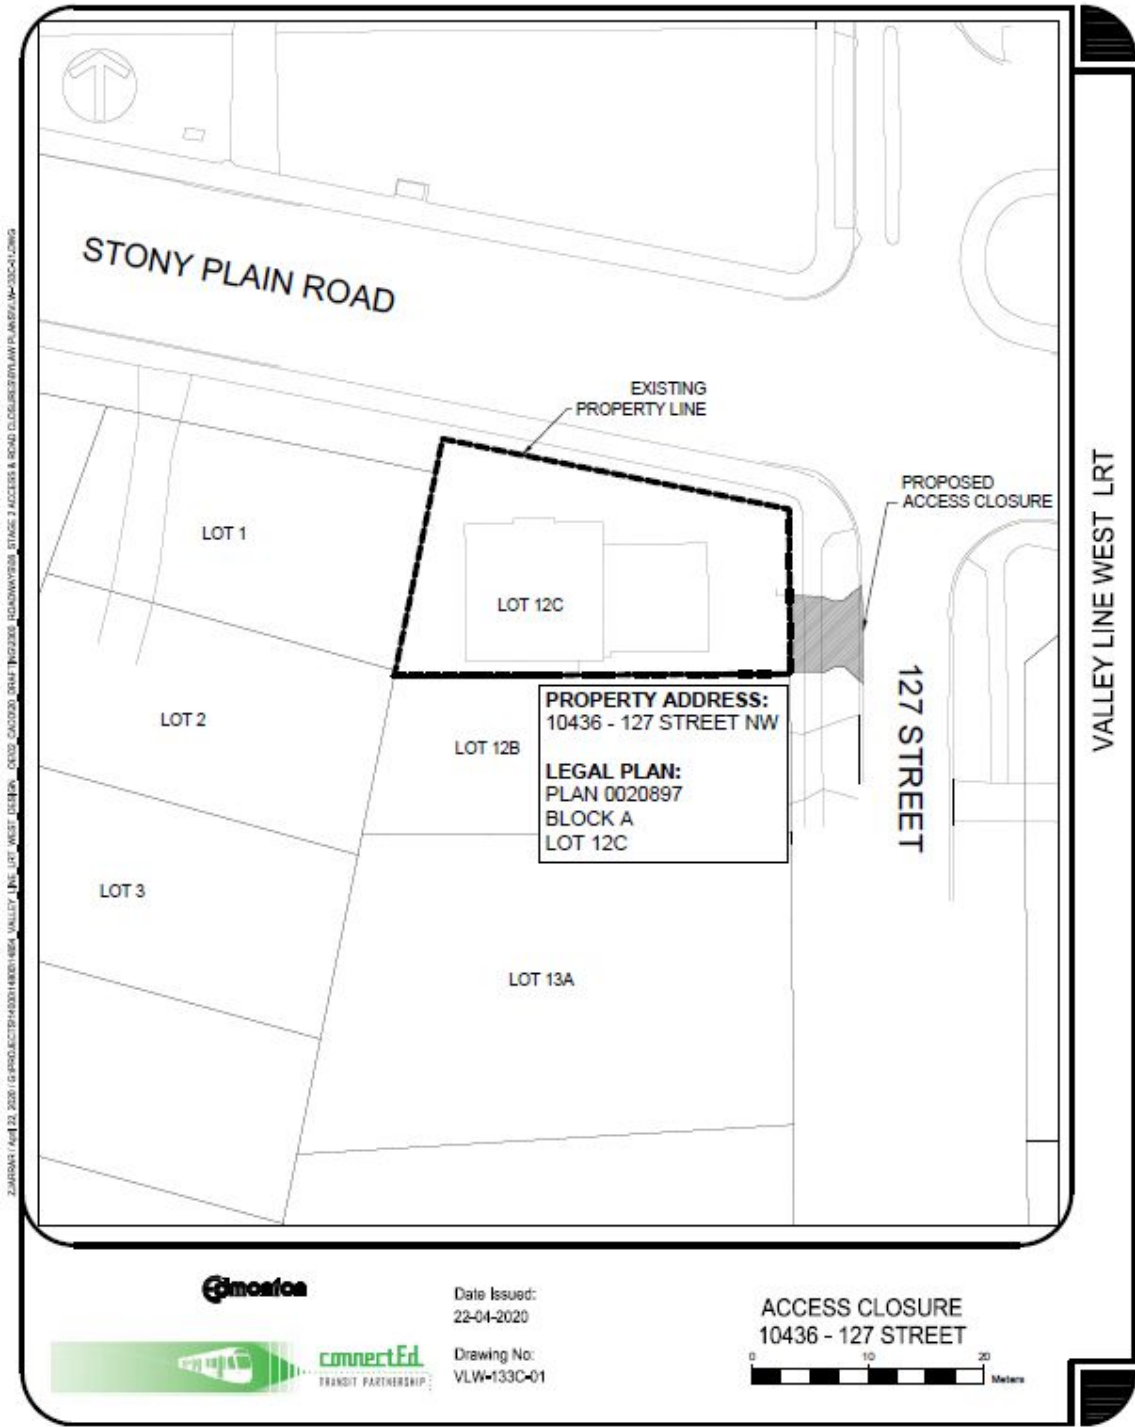 STONY PLAIN ROAD
EXISTING
PROPERTY LINE
PROPOSED
ACCESS CLOSURE
LOT 1
LOT 12C
LOT 2
LOT 12B
PROPERTY ADDRESS:
10436 - 127 STREET NW
LEGAL PLAN:
PLAN 0020897
BLOCK A
LOT 12C
127 STREET
LOT 3
LOT 13A
VALLEY LINE WEST LRT
Edmonton
connectEd
TRANSIT PARTNERSHIP
Date Issued:
22-04-2020
Drawing No:
VLW-133C-01
ACCESS CLOSURE
10436 - 127 STREET
0 10 20
Meters